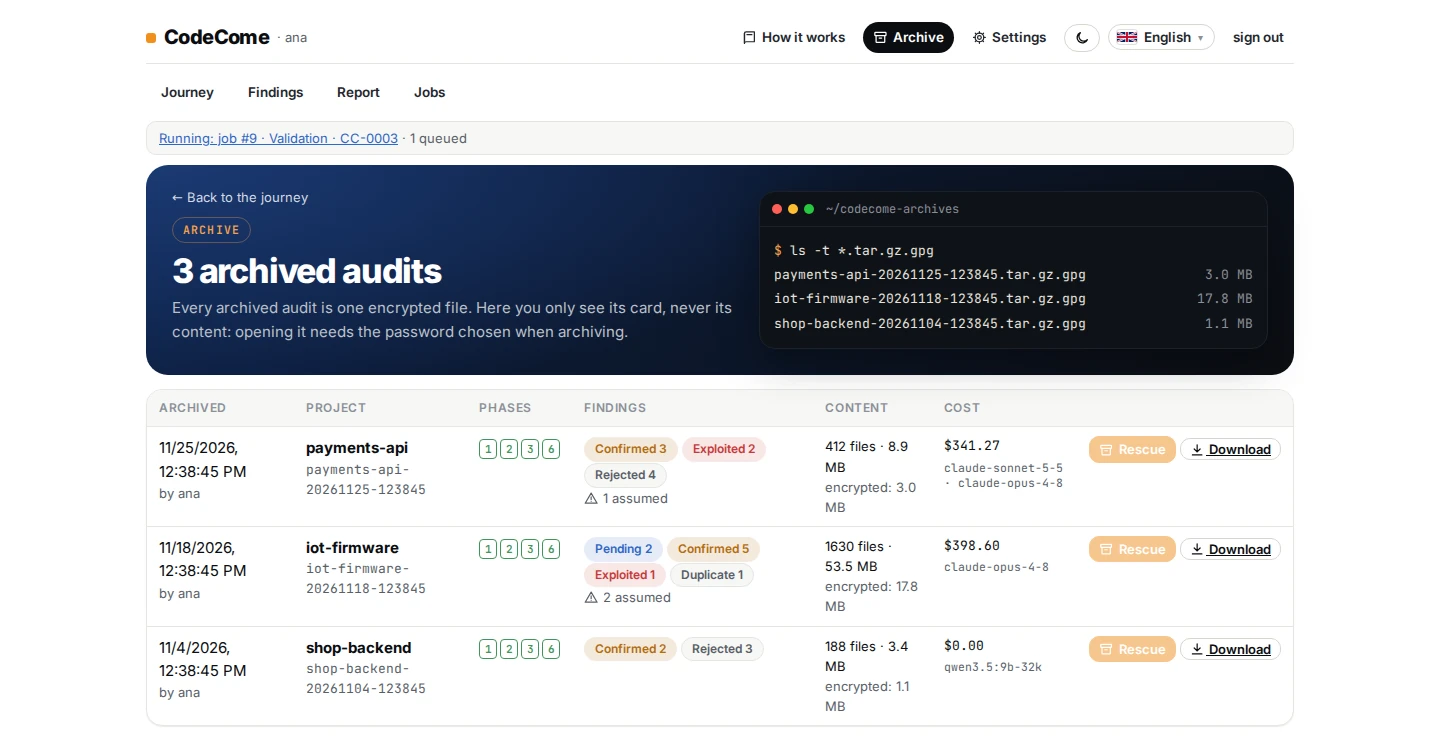 CodeCome · ana
How it works
Archive
Settings
English
sign out
Journey
Findings
Report
Jobs
Running: job #9 · Validation · CC-0003 · 1 queued
← Back to the journey
ARCHIVE
3 archived audits
Every archived audit is one encrypted file. Here you only see its card, never its
content: opening it needs the password chosen when archiving.
~/codecome-archives
$ ls -t *.tar.gz.gpg
payments-api-20261125-123845.tar.gz.gpg 3.0 MB
iot-firmware-20261118-123845.tar.gz.gpg 17.8 MB
shop-backend-20261104-123845.tar.gz.gpg 1.1 MB
ARCHIVED PROJECT PHASES FINDINGS CONTENT COST
11/25/2026,
12:38:45 PM
by ana
payments-api
payments-api-
20261125-123845
1 2 3 6
Confirmed 3 Exploited 2
Rejected 4
1 assumed
412 files · 8.9
MB
encrypted: 3.0
MB
$341.27
claude-sonnet-5-5
· claude-opus-4-8
Rescue
Download
11/18/2026,
12:38:45 PM
by ana
iot-firmware
iot-firmware-
20261118-123845
1 2 3 6
Pending 2 Confirmed 5
Exploited 1 Duplicate 1
2 assumed
1630 files ·
53.5 MB
encrypted: 17.8
MB
$398.60
claude-opus-4-8
Rescue
Download
11/4/2026,
12:38:45 PM
by ana
shop-backend
shop-backend-
20261104-123845
1 2 3 6
Confirmed 2 Rejected 3
188 files · 3.4
MB
encrypted: 1.1
MB
$0.00
qwen3.5:9b-32k
Rescue
Download